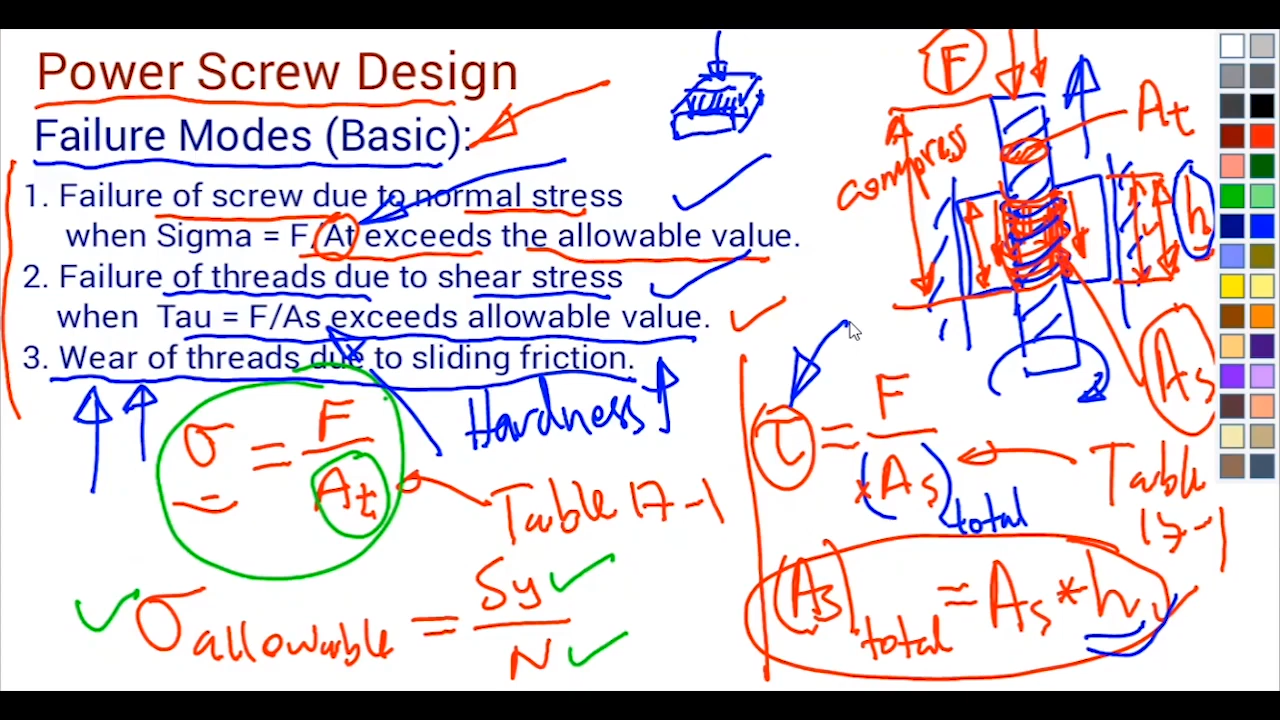 Power Screw Design
Failure Modes (Basic):
1. Failure of screw due to normal stress
when Sigma = F/At exceeds the allowable value.
2. Failure of threads due to shear stress
when Tau = F/As exceeds allowable value.
3. Wear of threads due to sliding friction.
F
At
compress
h
As
Hardness ↑
σ = F / At
Table 17-1
σ allowable = Sy / N
τ = F / (As) total
Table
17-1
(As) total = As * h